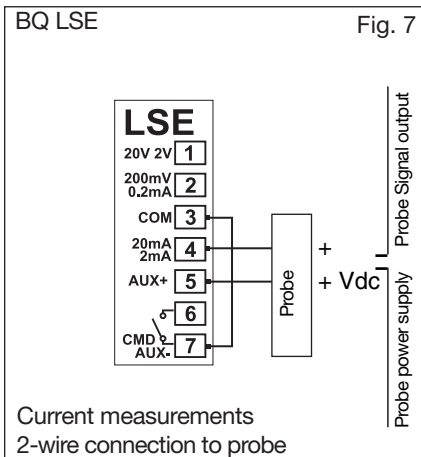 BQ LSE
Fig. 7
LSE
20V 2V 1
200mV
0.2mA 2
COM 3
20mA
2mA 4
AUX+ 5
6
CMD
AUX- 7
Probe
+
+ Vdc
Probe Signal output
Probe power supply
Current measurements
2-wire connection to probe